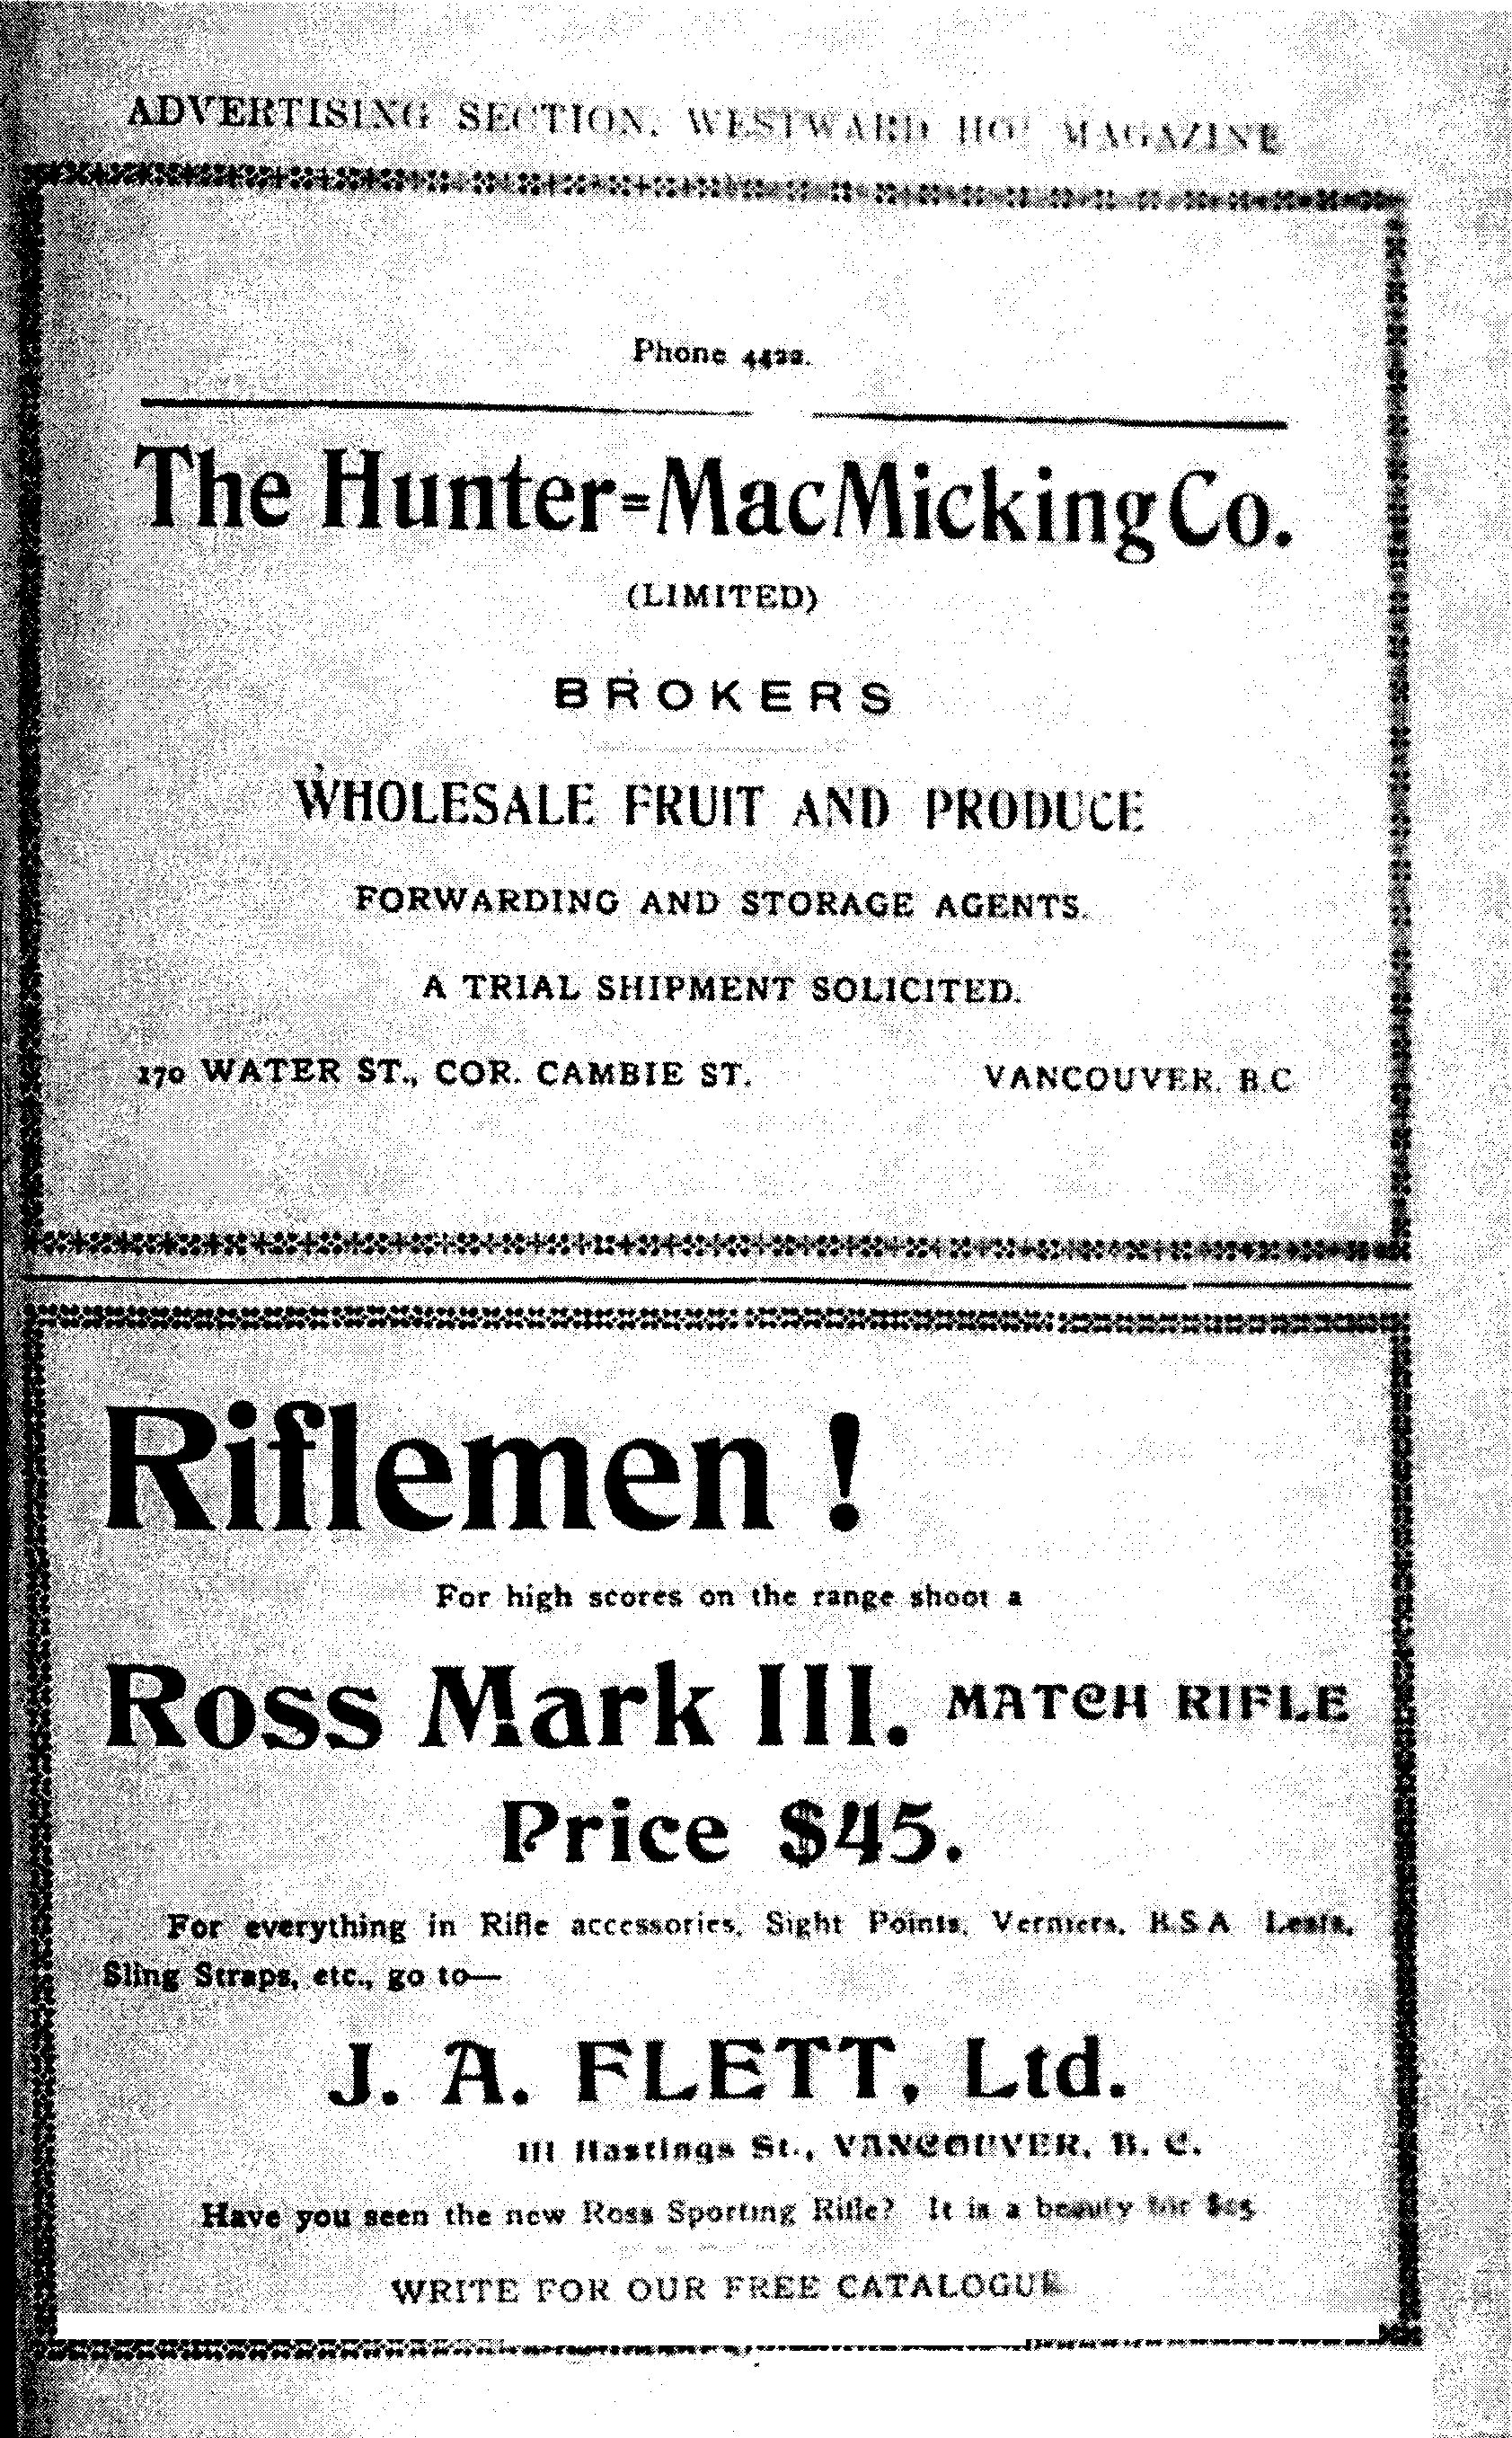 ADVERTISING SECTION, WESTWARD HO! MAGAZINE
Phone 4422.
The Hunter=MacMicking Co.
(LIMITED)
BROKERS
WHOLESALE FRUIT AND PRODUCE
FORWARDING AND STORAGE AGENTS.
A TRIAL SHIPMENT SOLICITED.
170 WATER ST., COR. CAMBIE ST. VANCOUVER, B.C
Riflemen !
For high scores on the range shoot a
Ross Mark III. MATCH RIFLE
Price $45.
For everything in Rifle accessories, Sight Points, Verniers, B.S.A
Sling Straps, etc., go to—
J. A. FLETT, Ltd.
111 Hastings St., VANCOUVER, B. C.
Have you seen the new Ross Sporting Rifle? It is a beauty for
WRITE FOR OUR FREE CATALOGUE